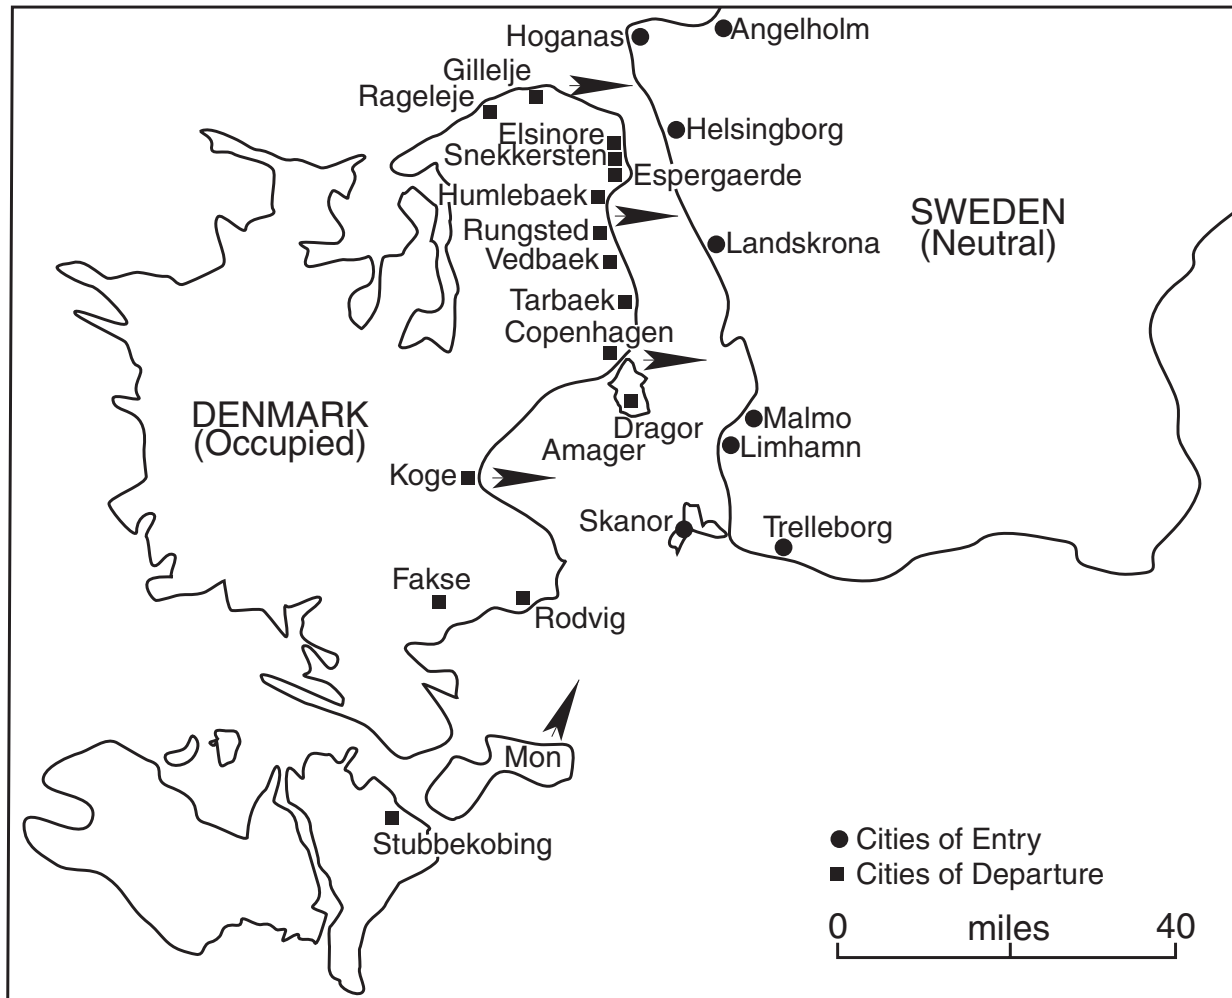 Hoganas
Angelholm
Gillelje
Rageleje
Elsinore
Helsingborg
Snekkersten
Espergaerde
Humlebaek
SWEDEN
(Neutral)
Rungsted
Landskrona
Vedbaek
Tarbaek
Copenhagen
DENMARK
(Occupied)
Malmo
Dragor
Limhamn
Amager
Koge
Skanor
Trelleborg
Fakse
Rodvig
Mon
Stubbekobing
Cities of Entry
Cities of Departure
0 miles 40